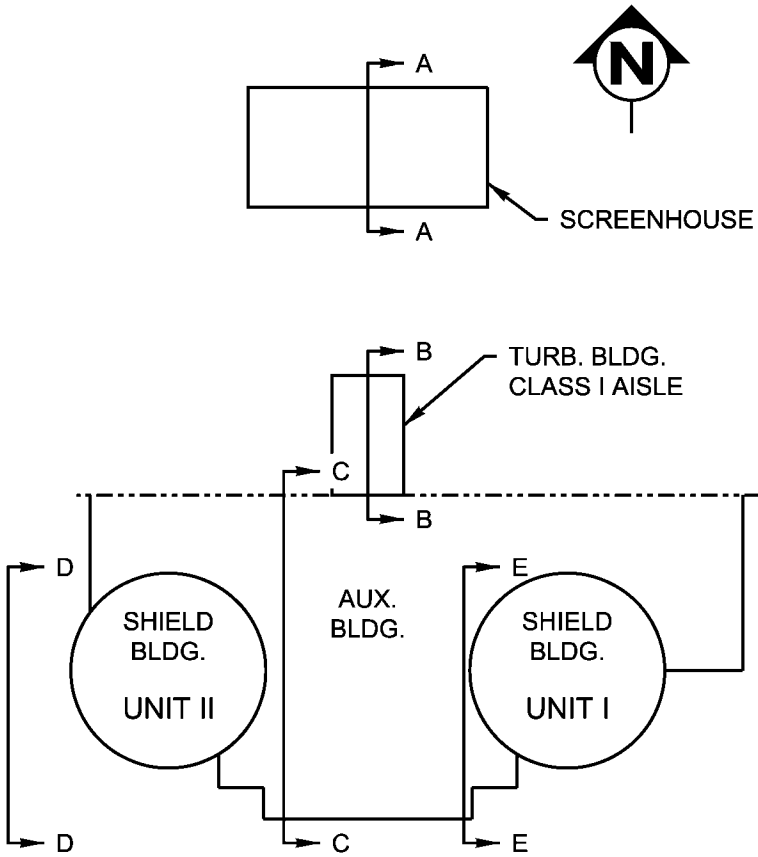 A
N
A
SCREENHOUSE
B
TURB. BLDG.
CLASS I AISLE
C
B
D
E
AUX.
BLDG.
SHIELD
BLDG.
UNIT II
SHIELD
BLDG.
UNIT I
D
C
E